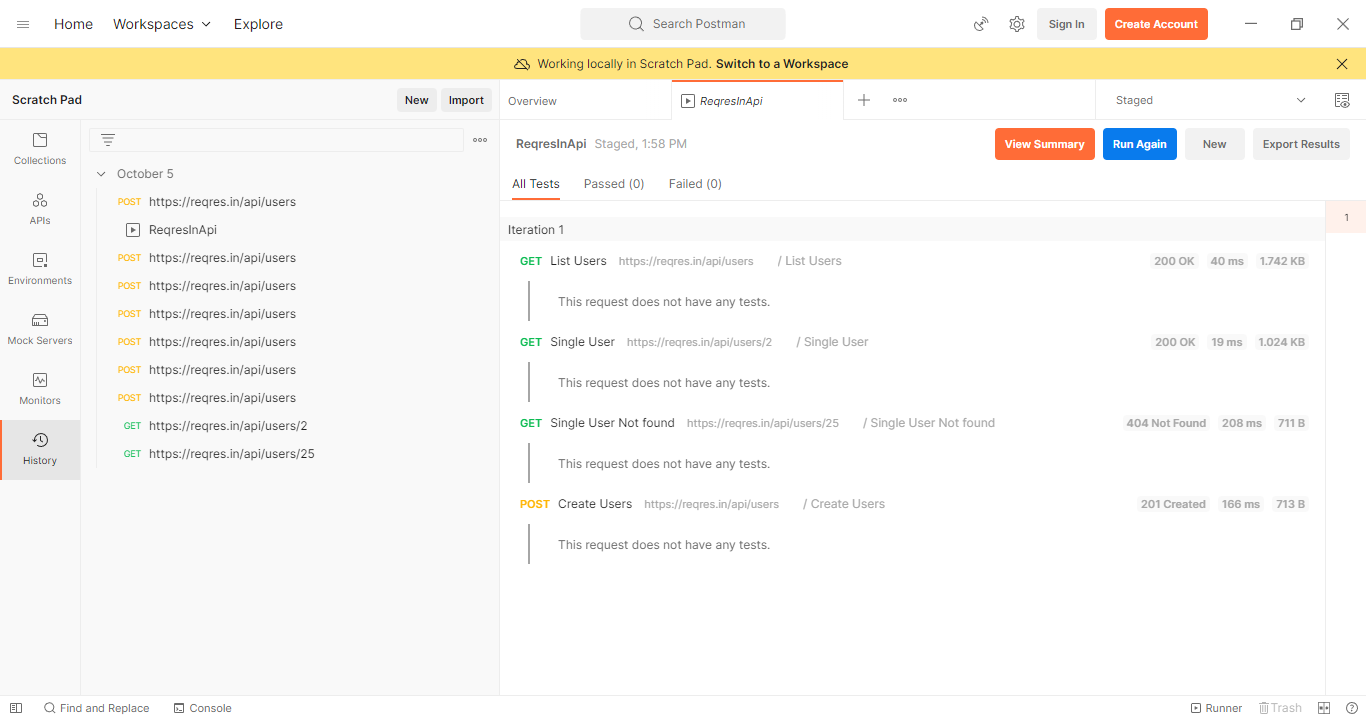 Home Workspaces Explore Search Postman Sign In Create Account
Working locally in Scratch Pad. Switch to a Workspace
Scratch Pad New Import
Collections
APIs
Environments
Mock Servers
Monitors
History
October 5
POST https://reqres.in/api/users
ReqresInApi
POST https://reqres.in/api/users
POST https://reqres.in/api/users
POST https://reqres.in/api/users
POST https://reqres.in/api/users
POST https://reqres.in/api/users
POST https://reqres.in/api/users
GET https://reqres.in/api/users/2
GET https://reqres.in/api/users/25
Overview ReqresInApi Staged
ReqresInApi Staged, 1:58 PM View Summary Run Again New Export Results
All Tests Passed (0) Failed (0)
1
Iteration 1
GET List Users https://reqres.in/api/users / List Users 200 OK 40 ms 1.742 KB
This request does not have any tests.
GET Single User https://reqres.in/api/users/2 / Single User 200 OK 19 ms 1.024 KB
This request does not have any tests.
GET Single User Not found https://reqres.in/api/users/25 / Single User Not found 404 Not Found 208 ms 711 B
This request does not have any tests.
POST Create Users https://reqres.in/api/users / Create Users 201 Created 166 ms 713 B
This request does not have any tests.
Find and Replace Console Runner Trash